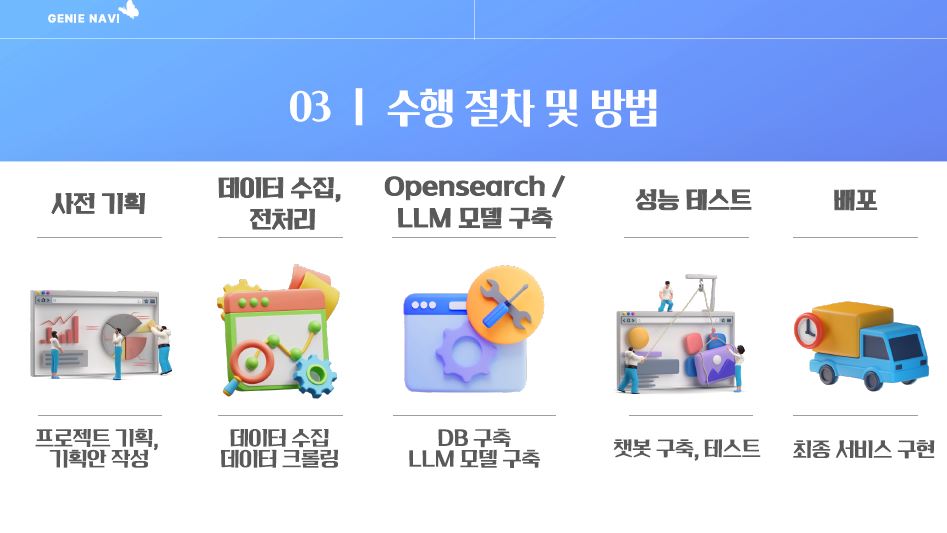 GENIE NAVI
03 | 수행 절차 및 방법
사전 기획
데이터 수집,
전처리
Opensearch /
LLM 모델 구축
성능 테스트
배포
프로젝트 기획,
기획안 작성
데이터 수집
데이터 크롤링
DB 구축
LLM 모델 구축
챗봇 구축, 테스트
최종 서비스 구현